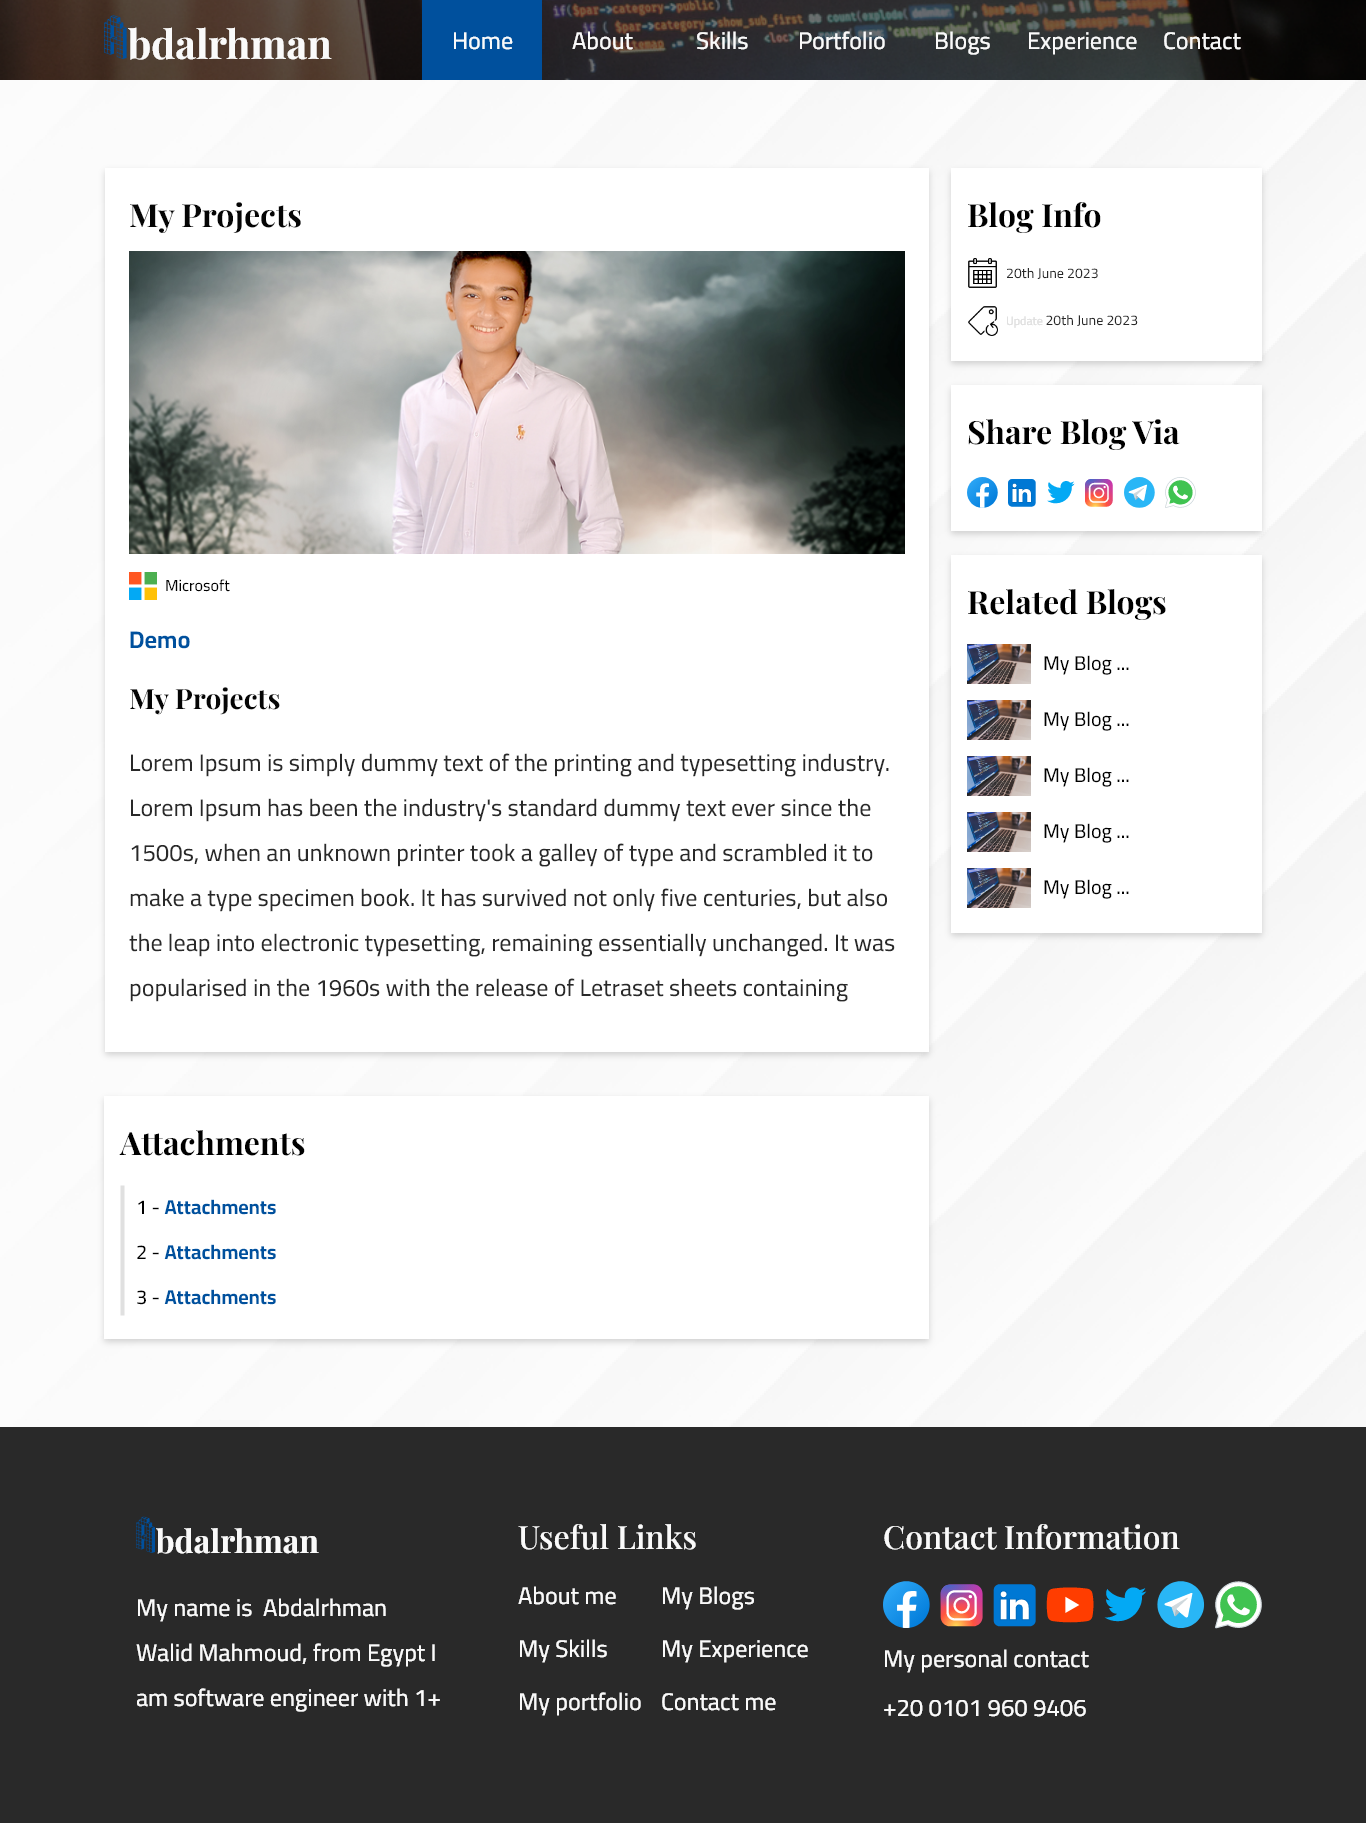 bdalrhman
Home About Skills Portfolio Blogs Experience Contact
My Projects
Microsoft
Demo
My Projects
Lorem Ipsum is simply dummy text of the printing and typesetting industry.
Lorem Ipsum has been the industry's standard dummy text ever since the
1500s, when an unknown printer took a galley of type and scrambled it to
make a type specimen book. It has survived not only five centuries, but also
the leap into electronic typesetting, remaining essentially unchanged. It was
popularised in the 1960s with the release of Letraset sheets containing
Blog Info
20th June 2023
Update 20th June 2023
Share Blog Via
Related Blogs
My Blog ...
My Blog ...
My Blog ...
My Blog ...
My Blog ...
Attachments
1 - Attachments
2 - Attachments
3 - Attachments
bdalrhman
My name is Abdalrhman
Walid Mahmoud, from Egypt I
am software engineer with 1+
Useful Links
About me My Blogs
My Skills My Experience
My portfolio Contact me
Contact Information
My personal contact
+20 0101 960 9406